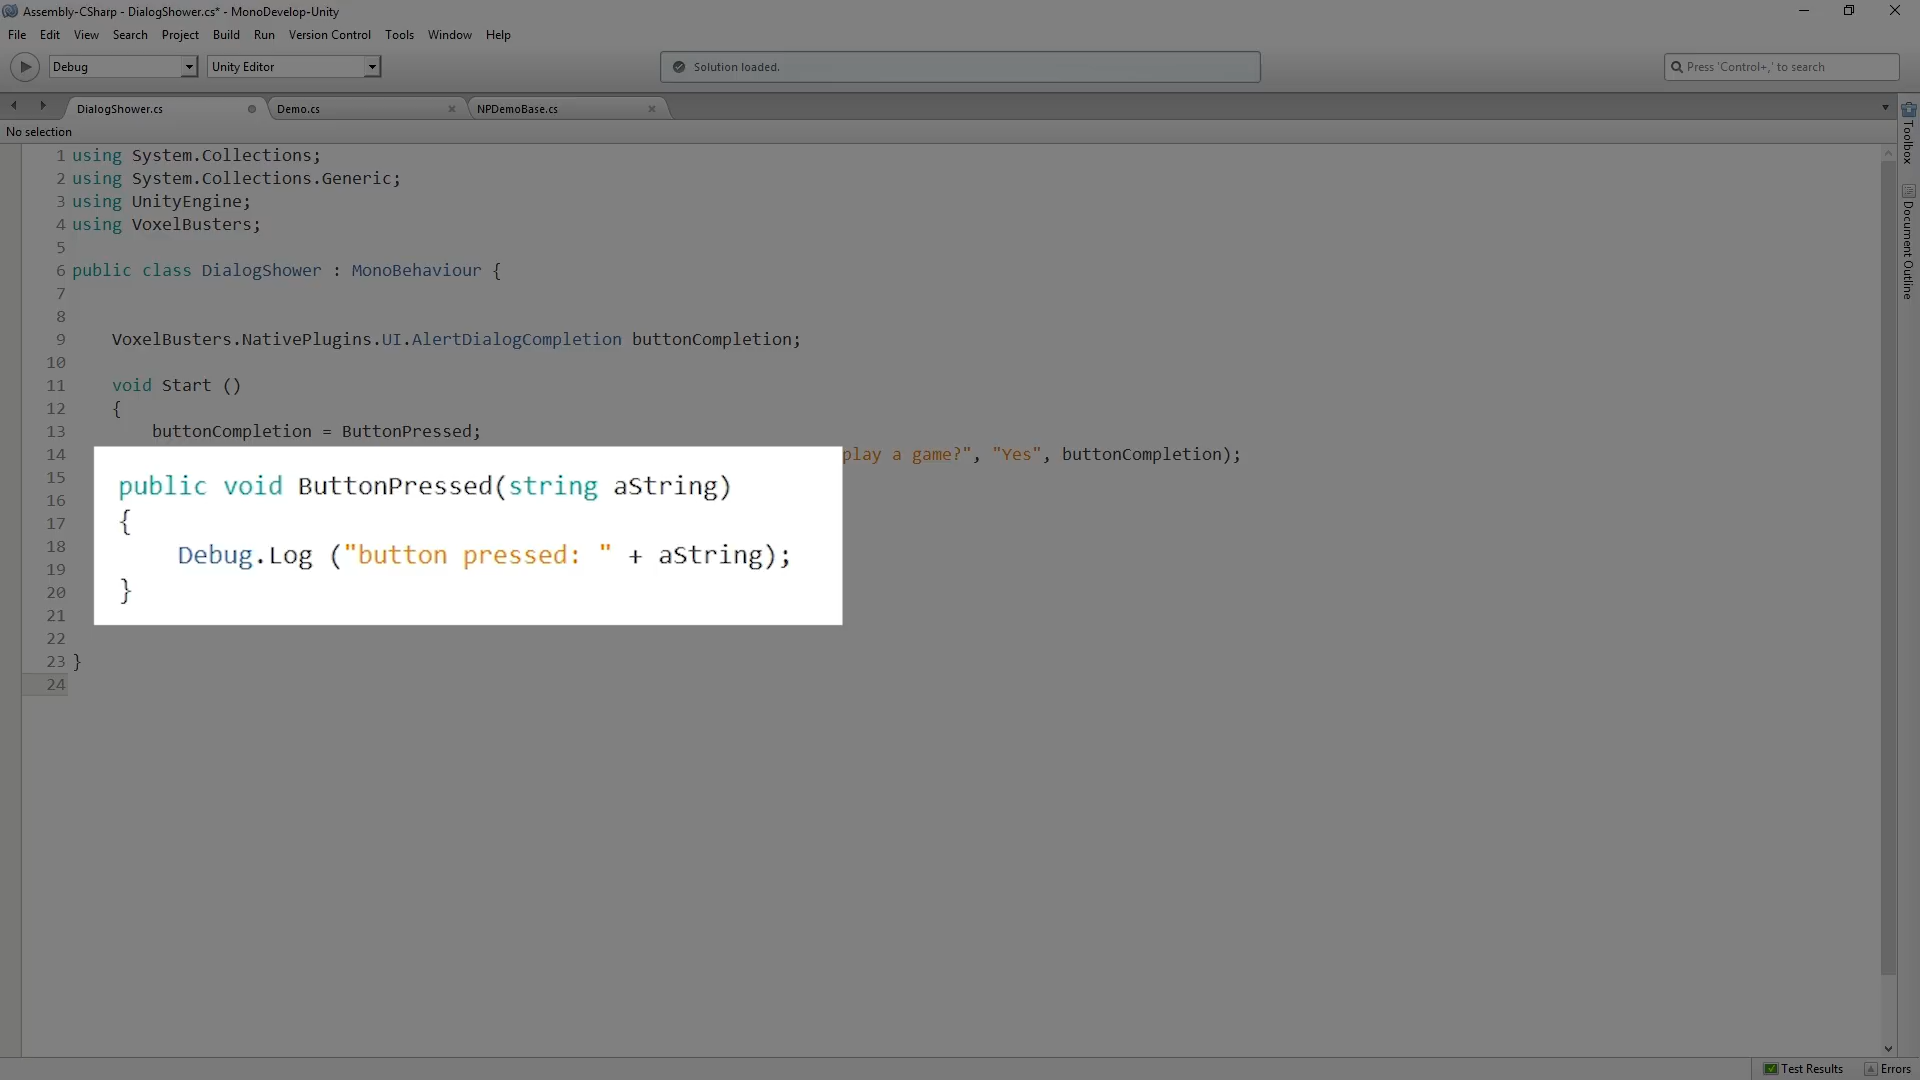 Assembly-CSharp - DialogShower.cs* - MonoDevelop-Unity
File Edit View Search Project Build Run Version Control Tools Window Help
Debug Unity Editor Solution loaded. Press 'Control+,' to search
DialogShower.cs Demo.cs NPDemoBase.cs
No selection
Toolbox
Document Outline
1 using System.Collections;
2 using System.Collections.Generic;
3 using UnityEngine;
4 using VoxelBusters;
5
6 public class DialogShower : MonoBehaviour {
7
8
9 VoxelBusters.NativePlugins.UI.AlertDialogCompletion buttonCompletion;
10
11 void Start ()
12 {
13 buttonCompletion = ButtonPressed;
14 play a game?", "Yes", buttonCompletion);
15
16
17
18
19
20
21
22
23 }
24
public void ButtonPressed(string aString)
{
Debug.Log ("button pressed: " + aString);
}
Test Results Errors